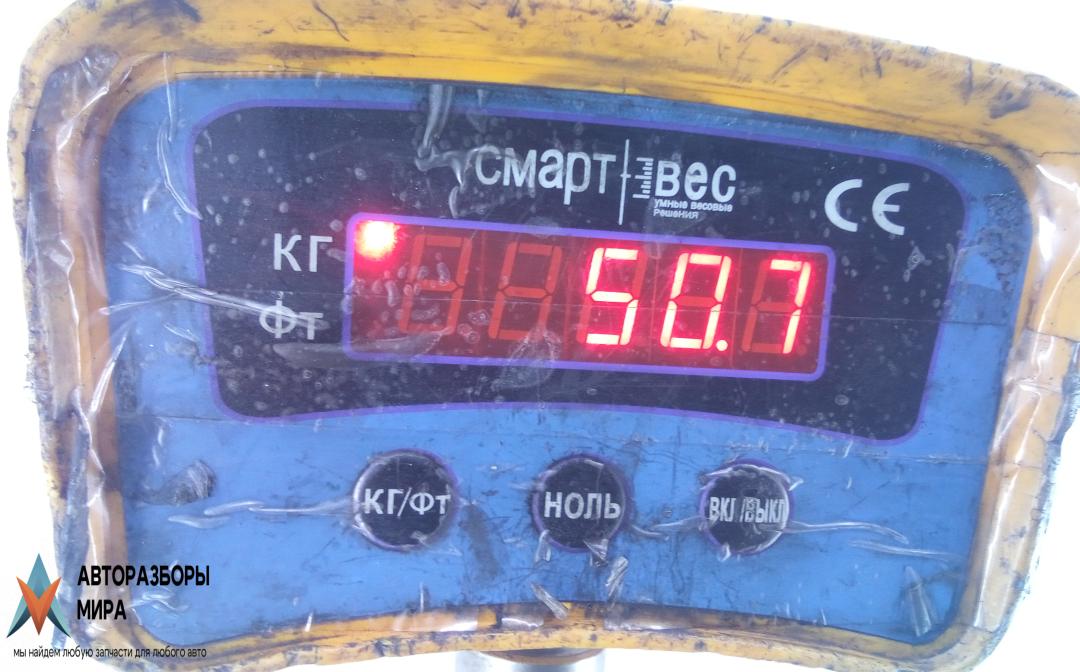 смарт вес
умные весовые
Решения
CE
КГ
50.7
Фт
КГ/Фт
НОЛЬ
ВКЛ/ВЫКЛ
АВТОРАЗБОРЫ
МИРА
мы найдем любую запчасти для любого авто